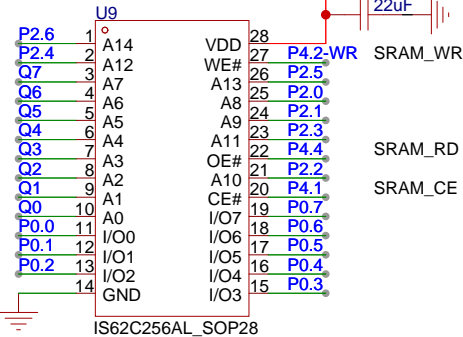 U9
22uF
P2.6 1 A14 VDD 28
P2.4 2 A12 WE# 27 P4.2-WR SRAM_WR
Q7 3 A7 A13 26 P2.5
Q6 4 A6 A8 25 P2.0
Q5 5 A5 A9 24 P2.1
Q4 6 A4 A11 23 P2.3
Q3 7 A3 OE# 22 P4.4 SRAM_RD
Q2 8 A2 A10 21 P2.2
Q1 9 A1 CE# 20 P4.1 SRAM_CE
Q0 10 A0 I/O7 19 P0.7
P0.0 11 I/O0 I/O6 18 P0.6
P0.1 12 I/O1 I/O5 17 P0.5
P0.2 13 I/O2 I/O4 16 P0.4
14 GND I/O3 15 P0.3
IS62C256AL_SOP28